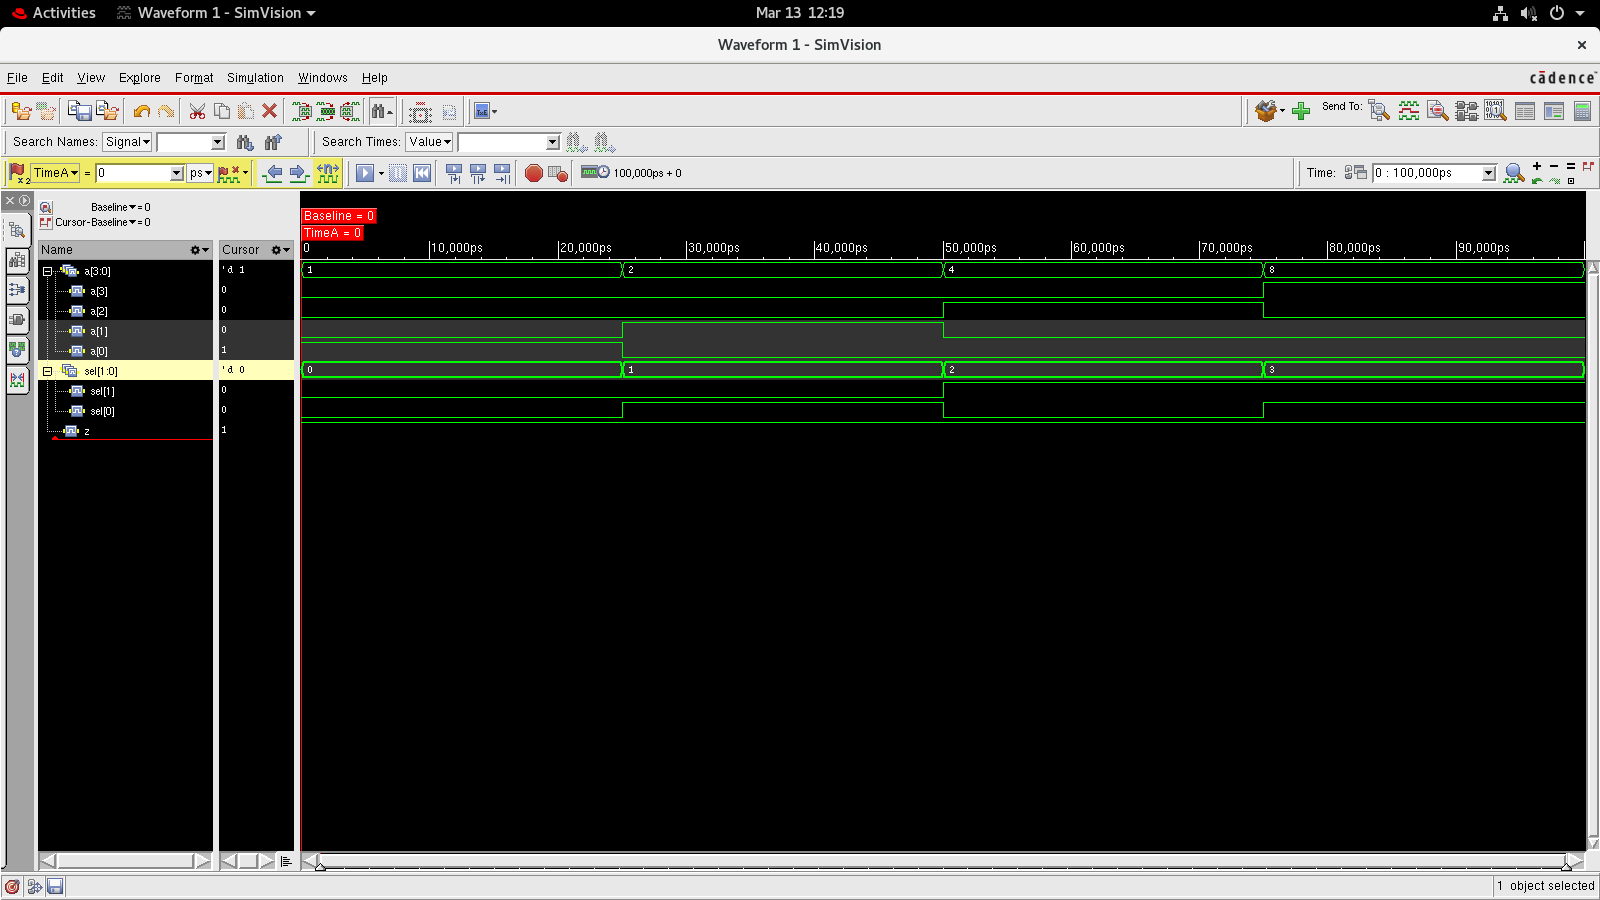 Activities Waveform 1 - SimVision Mar 13 12:19
Waveform 1 - SimVision
File Edit View Explore Format Simulation Windows Help cādence
Send To:
Search Names: Signal Search Times: Value
TimeA = 0 ps 100,000ps + 0 Time: 0 : 100,000ps
Baseline = 0
Cursor-Baseline = 0
Baseline = 0
TimeA = 0
Name Cursor 0 10,000ps 20,000ps 30,000ps 40,000ps 50,000ps 60,000ps 70,000ps 80,000ps 90,000ps
a[3:0] 'd 1 1 2 4 8
a[3] 0
a[2] 0
a[1] 0
a[0] 1
sel[1:0] 'd 0 0 1 2 3
sel[1] 0
sel[0] 0
z 1
1 object selected